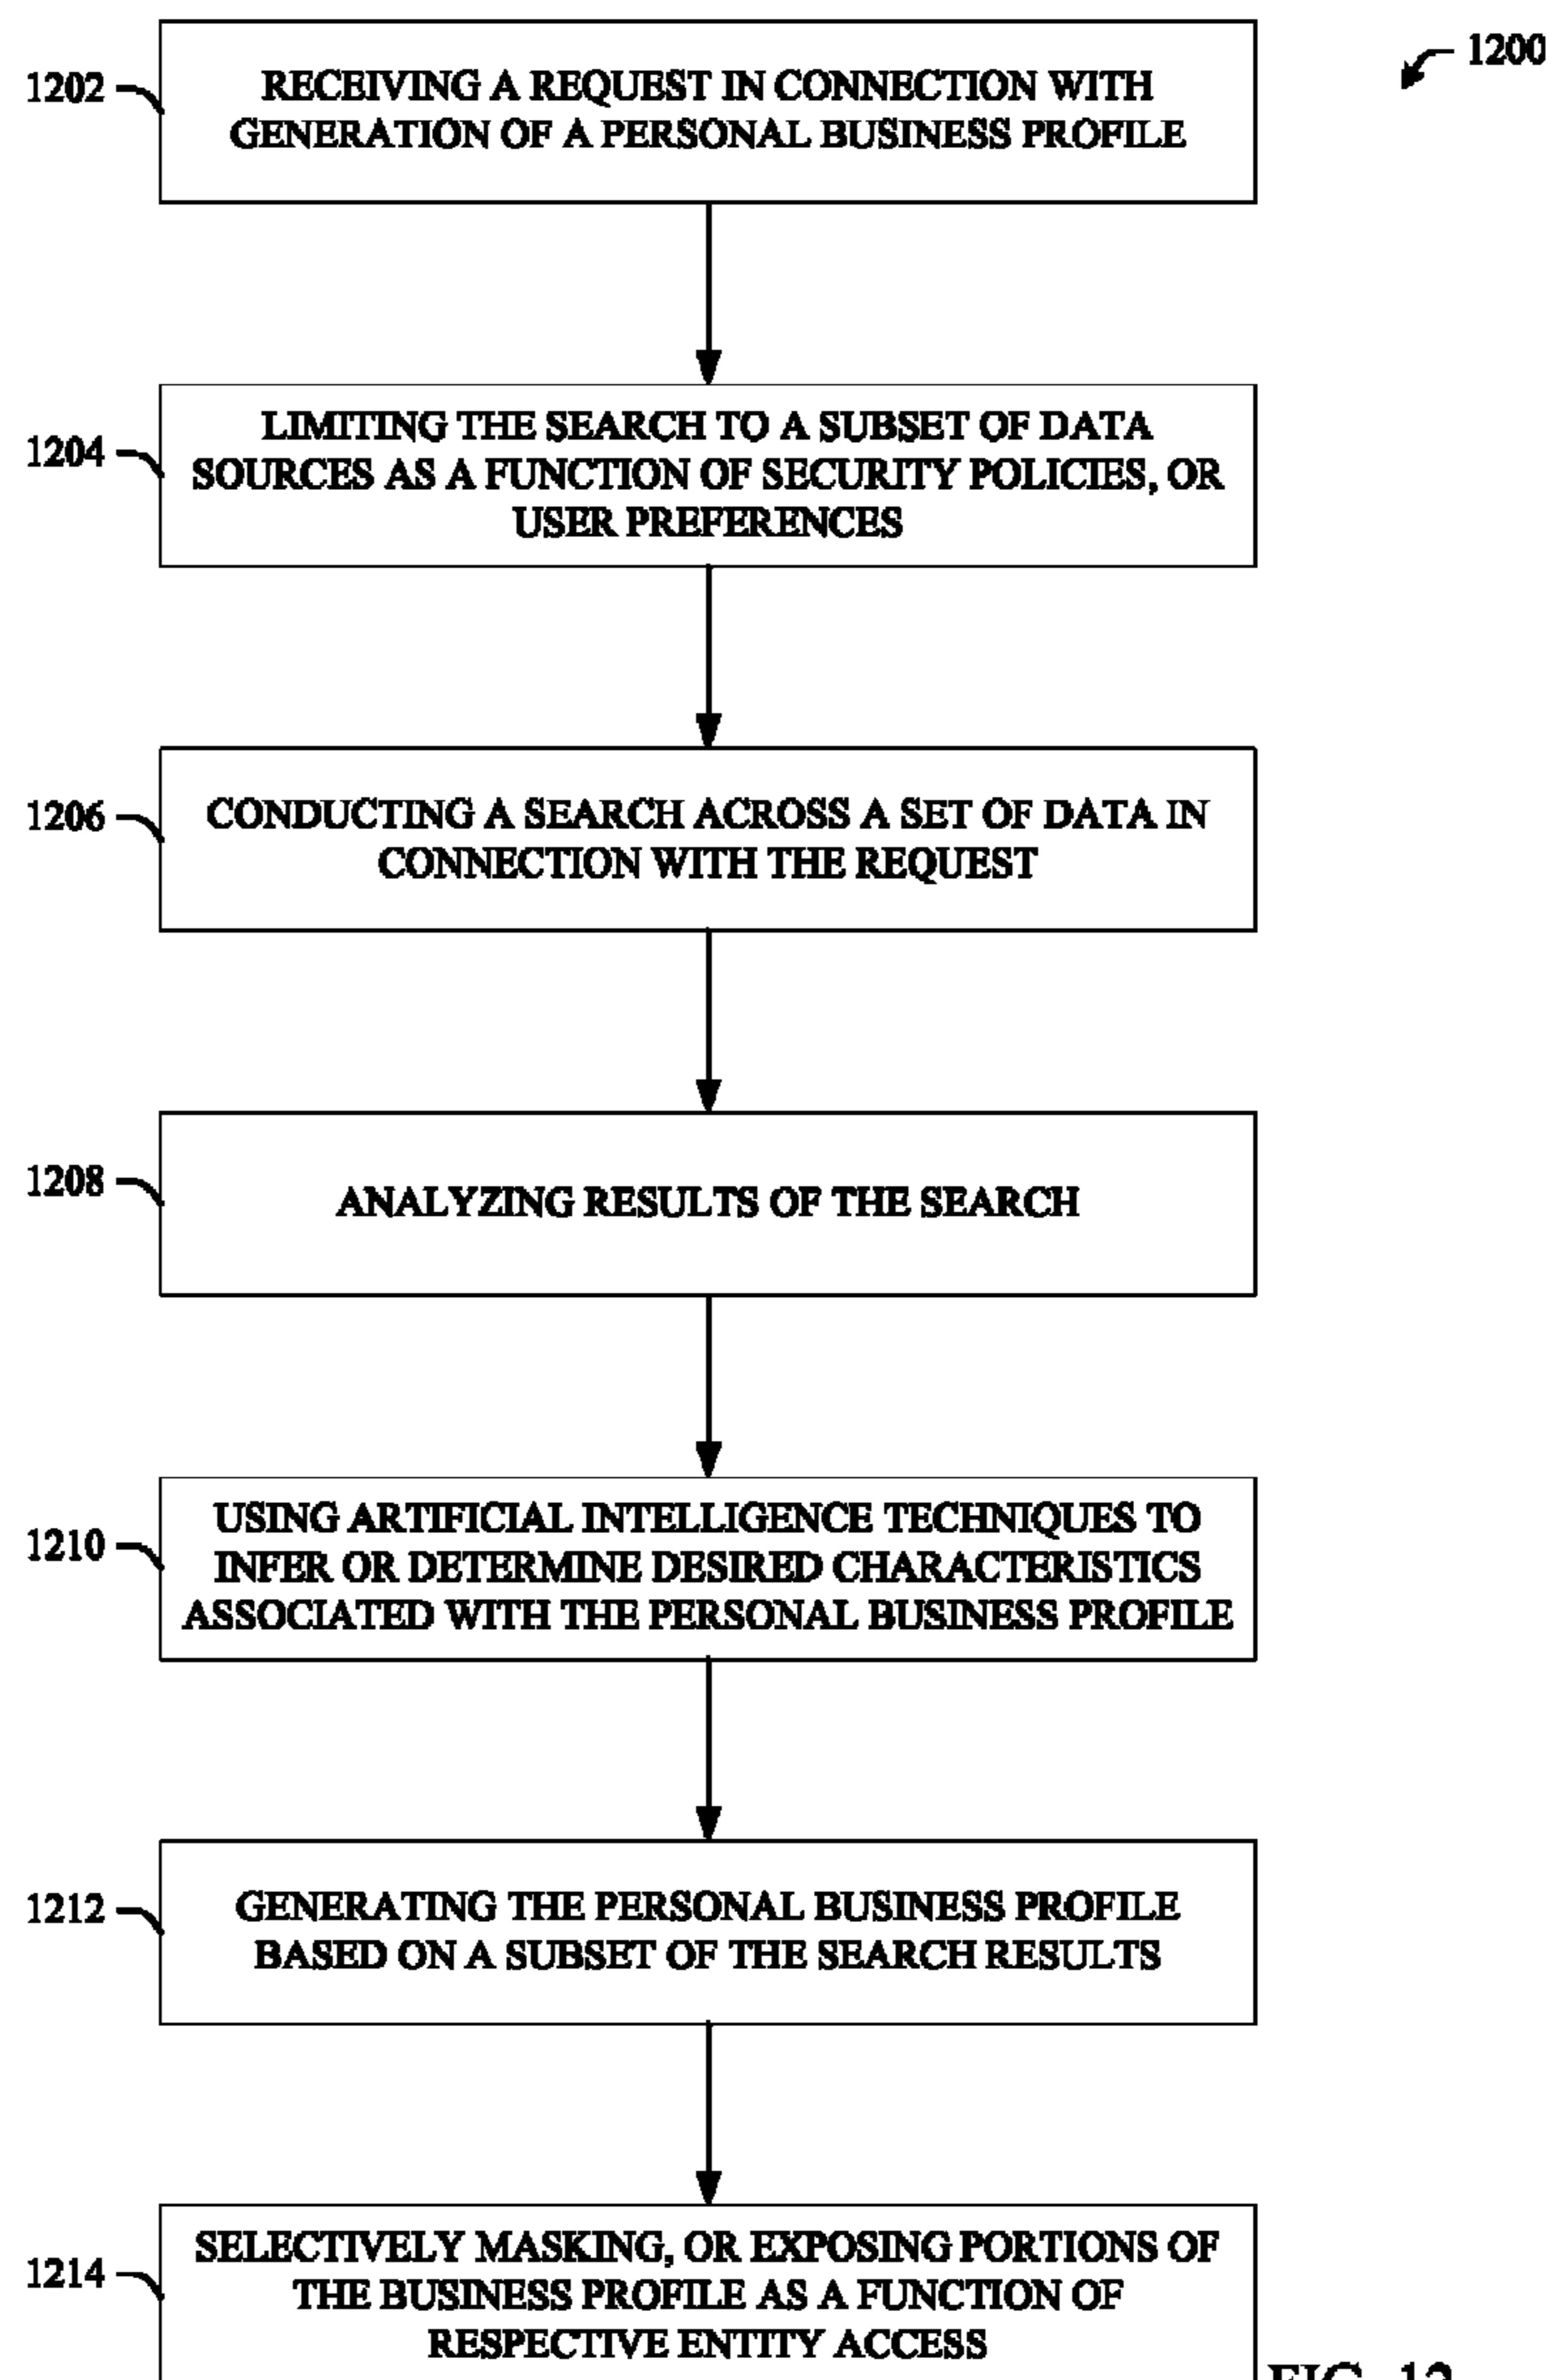 1200
1202
RECEIVING A REQUEST IN CONNECTION WITH
GENERATION OF A PERSONAL BUSINESS PROFILE
1204
LIMITING THE SEARCH TO A SUBSET OF DATA
SOURCES AS A FUNCTION OF SECURITY POLICIES, OR
USER PREFERENCES
1206
CONDUCTING A SEARCH ACROSS A SET OF DATA IN
CONNECTION WITH THE REQUEST
1208
ANALYZING RESULTS OF THE SEARCH
1210
USING ARTIFICIAL INTELLIGENCE TECHNIQUES TO
INFER OR DETERMINE DESIRED CHARACTERISTICS
ASSOCIATED WITH THE PERSONAL BUSINESS PROFILE
1212
GENERATING THE PERSONAL BUSINESS PROFILE
BASED ON A SUBSET OF THE SEARCH RESULTS
1214
SELECTIVELY MASKING, OR EXPOSING PORTIONS OF
THE BUSINESS PROFILE AS A FUNCTION OF
RESPECTIVE ENTITY ACCESS
FIG. 12